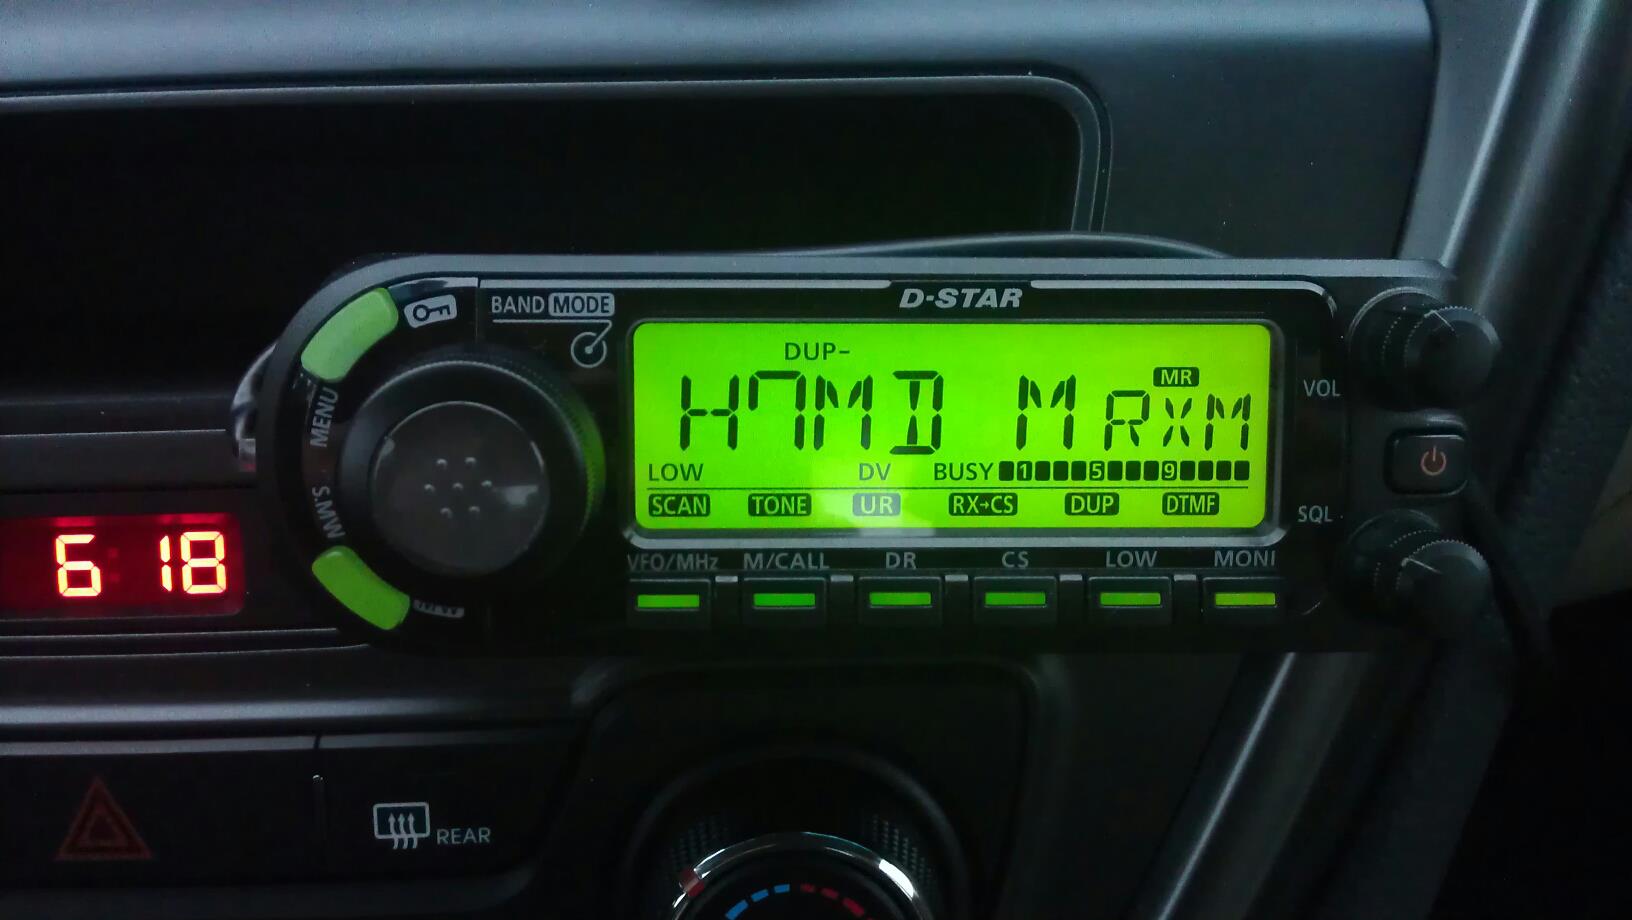 D-STAR
BAND MODE
DUP-
MR
H7MD M RXM
LOW DV BUSY 1 5 9
SCAN TONE UR RX→CS DUP DTMF
VFO/MHz M/CALL DR CS LOW MONI
VOL
SQL
MENU
S.MW
M/W
6:18
REAR